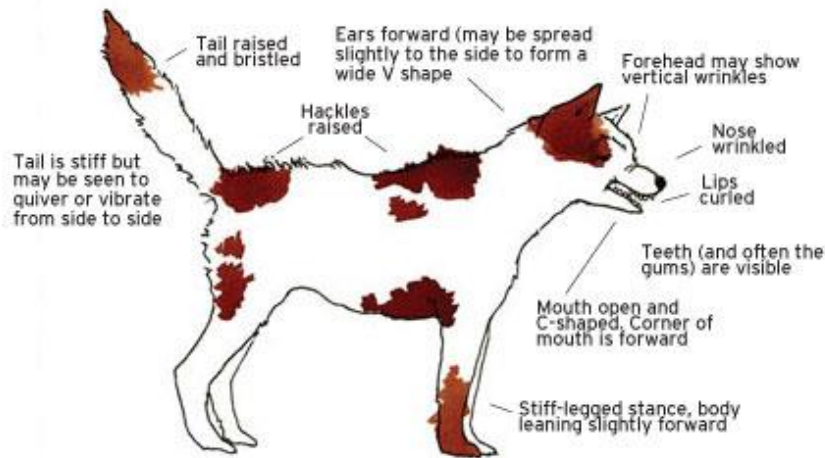 Tail raised
and bristled
Ears forward (may be spread
slightly to the side to form a
wide V shape
Forehead may show
vertical wrinkles
Hackles
raised
Nose
wrinkled
Tail is stiff but
may be seen to
quiver or vibrate
from side to side
Lips
curled
Teeth (and often the
gums) are visible
Mouth open and
C-shaped. Corner of
mouth is forward
Stiff-legged stance, body
leaning slightly forward